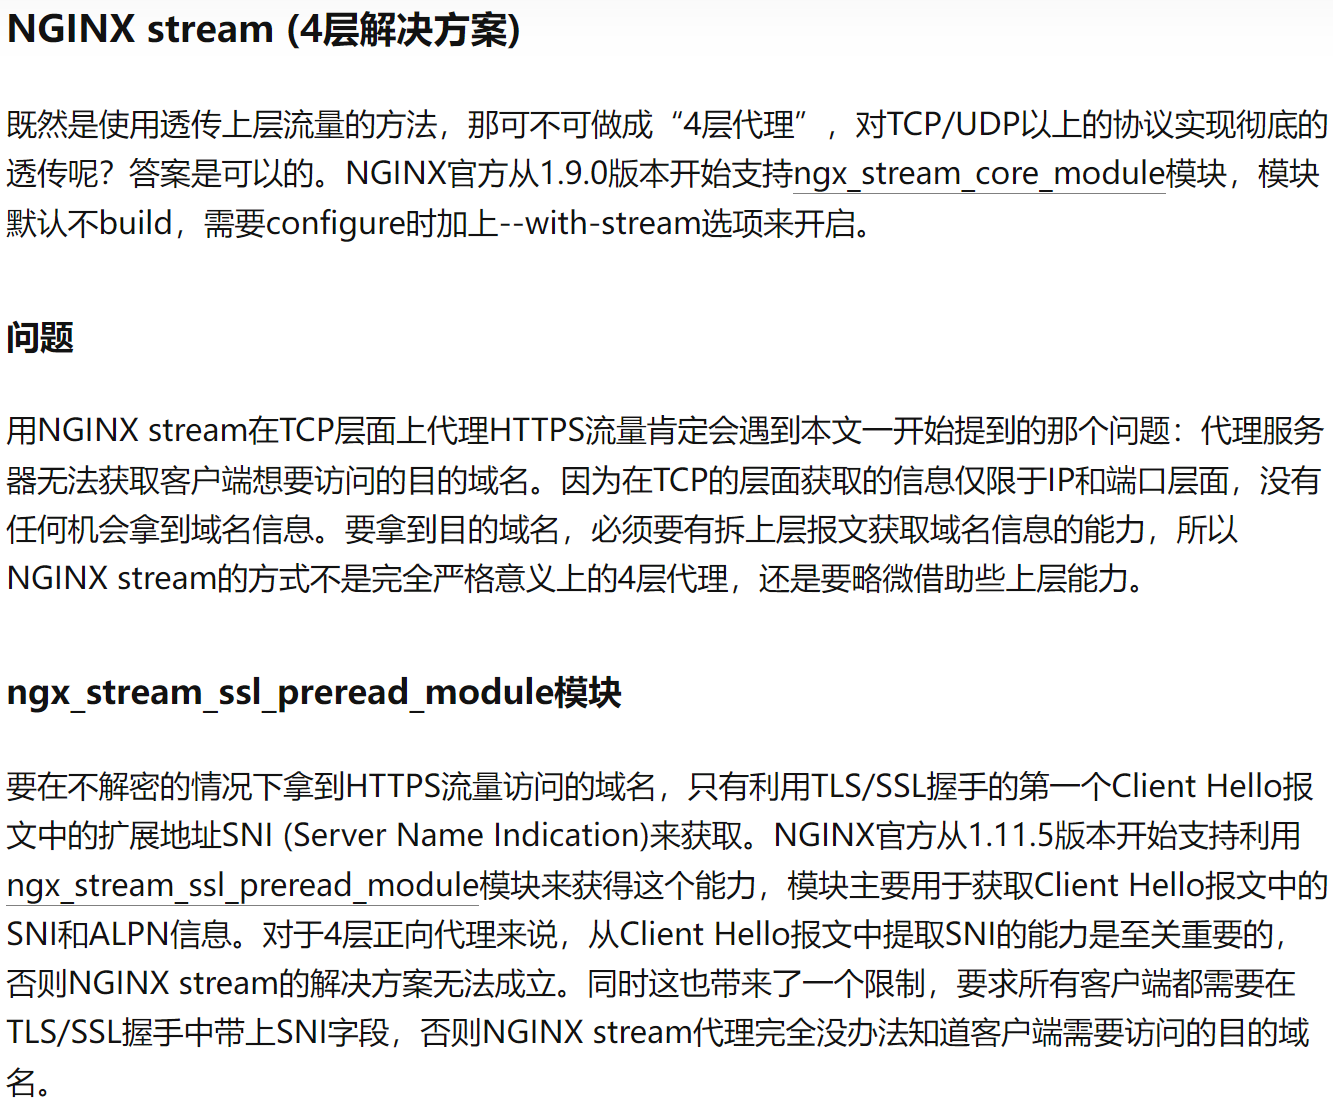 NGINX stream (4层解决方案)
既然是使用透传上层流量的方法，那可不可做成“4层代理”，对TCP/UDP以上的协议实现彻底的
透传呢？答案是可以的。NGINX官方从1.9.0版本开始支持ngx_stream_core_module模块，模块
默认不build，需要configure时加上--with-stream选项来开启。
问题
用NGINX stream在TCP层面上代理HTTPS流量肯定会遇到本文一开始提到的那个问题：代理服务
器无法获取客户端想要访问的目的域名。因为在TCP的层面获取的信息仅限于IP和端口层面，没有
任何机会拿到域名信息。要拿到目的域名，必须要有拆上层报文获取域名信息的能力，所以
NGINX stream的方式不是完全严格意义上的4层代理，还是要略微借助些上层能力。
ngx_stream_ssl_preread_module模块
要在不解密的情况下拿到HTTPS流量访问的域名，只有利用TLS/SSL握手的第一个Client Hello报
文中的扩展地址SNI (Server Name Indication)来获取。NGINX官方从1.11.5版本开始支持利用
ngx_stream_ssl_preread_module模块来获得这个能力，模块主要用于获取Client Hello报文中的
SNI和ALPN信息。对于4层正向代理来说，从Client Hello报文中提取SNI的能力是至关重要的，
否则NGINX stream的解决方案无法成立。同时这也带来了一个限制，要求所有客户端都需要在
TLS/SSL握手中带上SNI字段，否则NGINX stream代理完全没办法知道客户端需要访问的目的域
名。